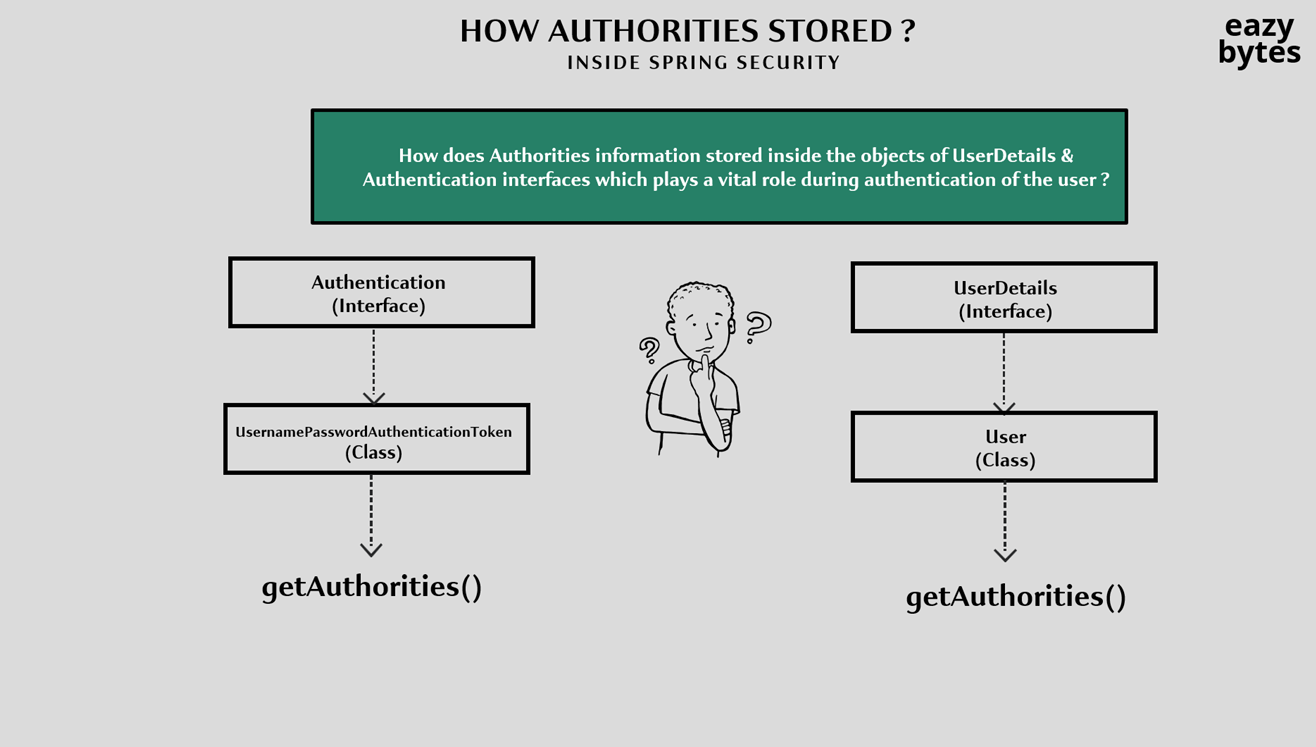 HOW AUTHORITIES STORED ?
INSIDE SPRING SECURITY
eazy
bytes
How does Authorities information stored inside the objects of UserDetails &
Authentication interfaces which plays a vital role during authentication of the user ?
Authentication
(Interface)
UserDetails
(Interface)
?
?
UsernamePasswordAuthenticationToken
(Class)
User
(Class)
getAuthorities()
getAuthorities()